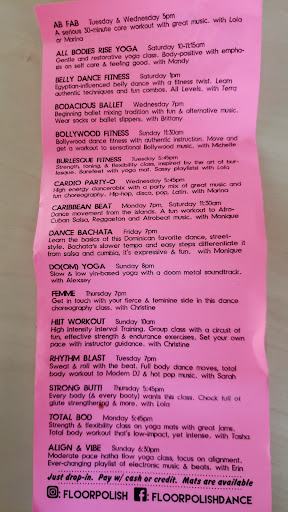 AB FAB Tuesday & Wednesday 5pm
A serious 30-minute core workout with great music. with Lola
or Marina
ALL BODIES RISE YOGA Saturday 10-11:15am
Gentle and restorative yoga class. Body-positive with empha-
sis on self care & feeling good. with Mandy
BELLY DANCE FITNESS Saturday 1pm
Egyptian-influenced belly dance with a fitness twist. Learn
authentic techniques and fun combos. All Levels. with Terra
BODACIOUS BALLET Wednesday 7pm
Beginning ballet mixing tradition with fun & alternative music.
Wear socks or ballet slippers. with Brittany
BOLLYWOOD FITNESS Sunday 11:30am
Bollywood dance fitness with authentic instruction. Move and
get a workout to sensational Bollywood music. with Michelle
BURLESQUE FITNESS Tuesday 5:45pm
Strength, toning, & flexibility class, inspired by the art of bur-
lesque. Barefeet with yoga mat. Sassy playlists with Lola
CARDIO PARTY-O Wednesday 5:45pm
High energy dancerobix with a party mix of great music and
fun choreography. Hip-hop, disco, pop, Latin. with Marina
CARIBBEAN BEAT Monday 7pm, Saturday 11:30am
Dance movement from the islands. A fun workout to Afro-
Cuban Salsa, Reggaeton and Afrobeat music. with Monique
DANCE BACHATA Friday 7pm
Learn the basics of this Dominican favorite dance, street-
style. Bachata's slower tempo and easy steps differentiate it
from salsa and cumbia, it's expressive & fun. with Monique
DO(OM) YOGA Sunday 8pm
Slow & low yin-based yoga with a doom metal soundtrack.
with Alexsey
FEMME Thursday 7pm
Get in touch with your fierce & feminine side in this dance
choreography class. with Christine
HIIT WORKOUT Sunday 10am
High Intensity Interval Training. Group class with a circuit of
fun, effective strength & endurance exercises. Set your own
pace with instructor guidance. with Christine
RHYTHM BLAST Tuesday 7pm
Sweat & roll with the beat. Full body dance moves, total
body workout to Modern DJ & hot pop music. with Sarah
STRONG BUTT! Thursday 5:45pm
Every body (& every booty) wants this class. Chock full of
glute strengthening & more. with Lola
TOTAL BOD Monday 5:45pm
Strength & flexibility class on yoga mats with great jams.
Total body workout that's low-impact, yet intense. with Tasha
ALIGN & VIBE Sunday 6:30pm
Moderate pace hatha flow yoga class, focus on alignment.
Ever-changing playlist of electronic music & beats. with Erin
Just drop-in. Pay w/ cash or credit. Mats are available
: FLOORPOLISH : FLOORPOLISHDANCE